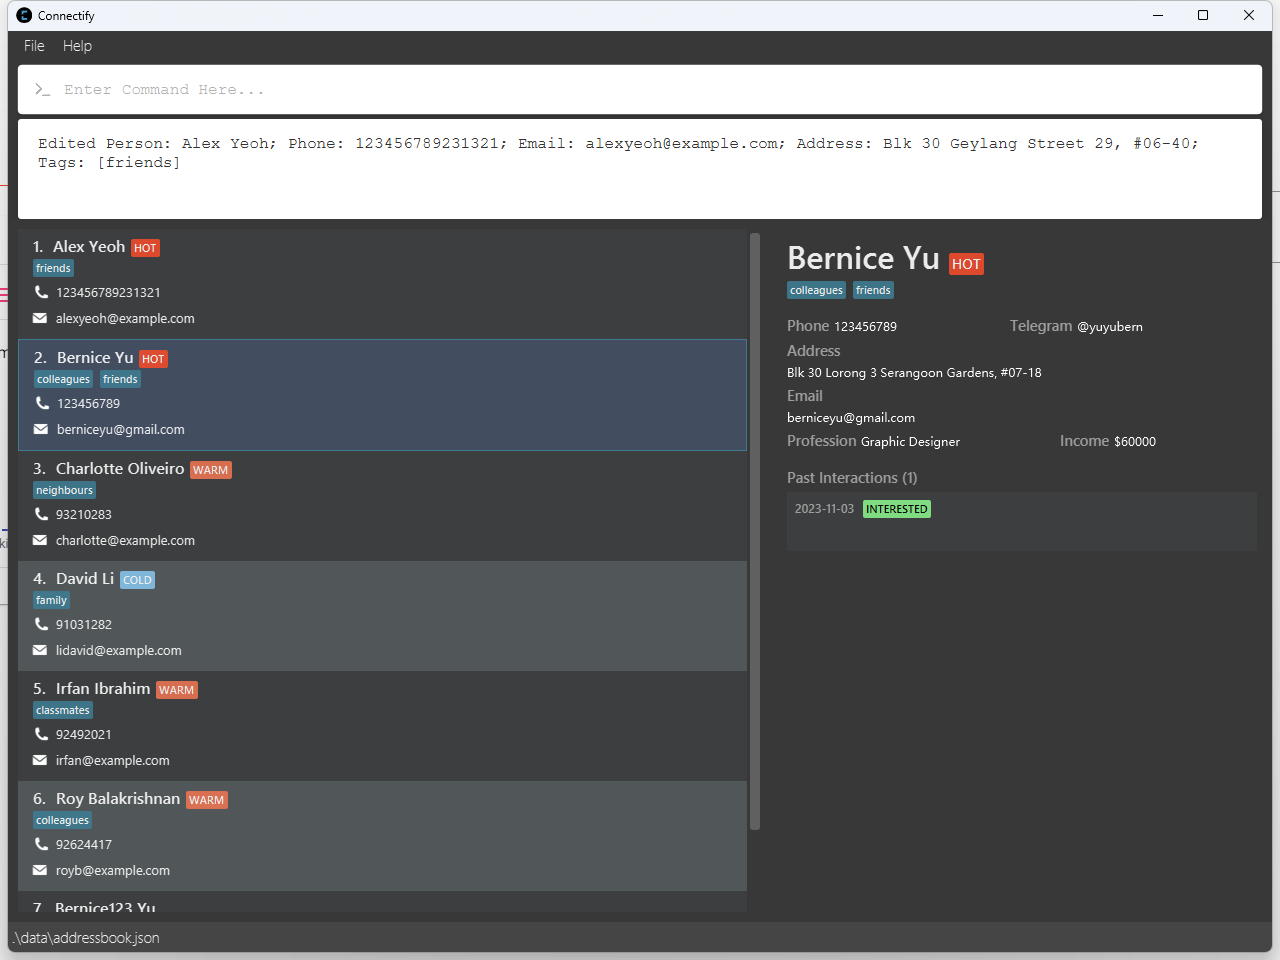 Connectify
File Help
>_ Enter Command Here...
Edited Person: Alex Yeoh; Phone: 123456789231321; Email: alexyeoh@example.com; Address: Blk 30 Geylang Street 29, #06-40;
Tags: [friends]
1. Alex Yeoh HOT
friends
123456789231321
alexyeoh@example.com
2. Bernice Yu HOT
colleagues friends
123456789
berniceyu@gmail.com
3. Charlotte Oliveiro WARM
neighbours
93210283
charlotte@example.com
4. David Li COLD
family
91031282
lidavid@example.com
5. Irfan Ibrahim WARM
classmates
92492021
irfan@example.com
6. Roy Balakrishnan WARM
colleagues
92624417
royb@example.com
7. Bernice123 Yu
Bernice Yu HOT
colleagues friends
Phone 123456789 Telegram @yuyubern
Address
Blk 30 Lorong 3 Serangoon Gardens, #07-18
Email
berniceyu@gmail.com
Profession Graphic Designer Income $60000
Past Interactions (1)
2023-11-03 INTERESTED
.\data\addressbook.json